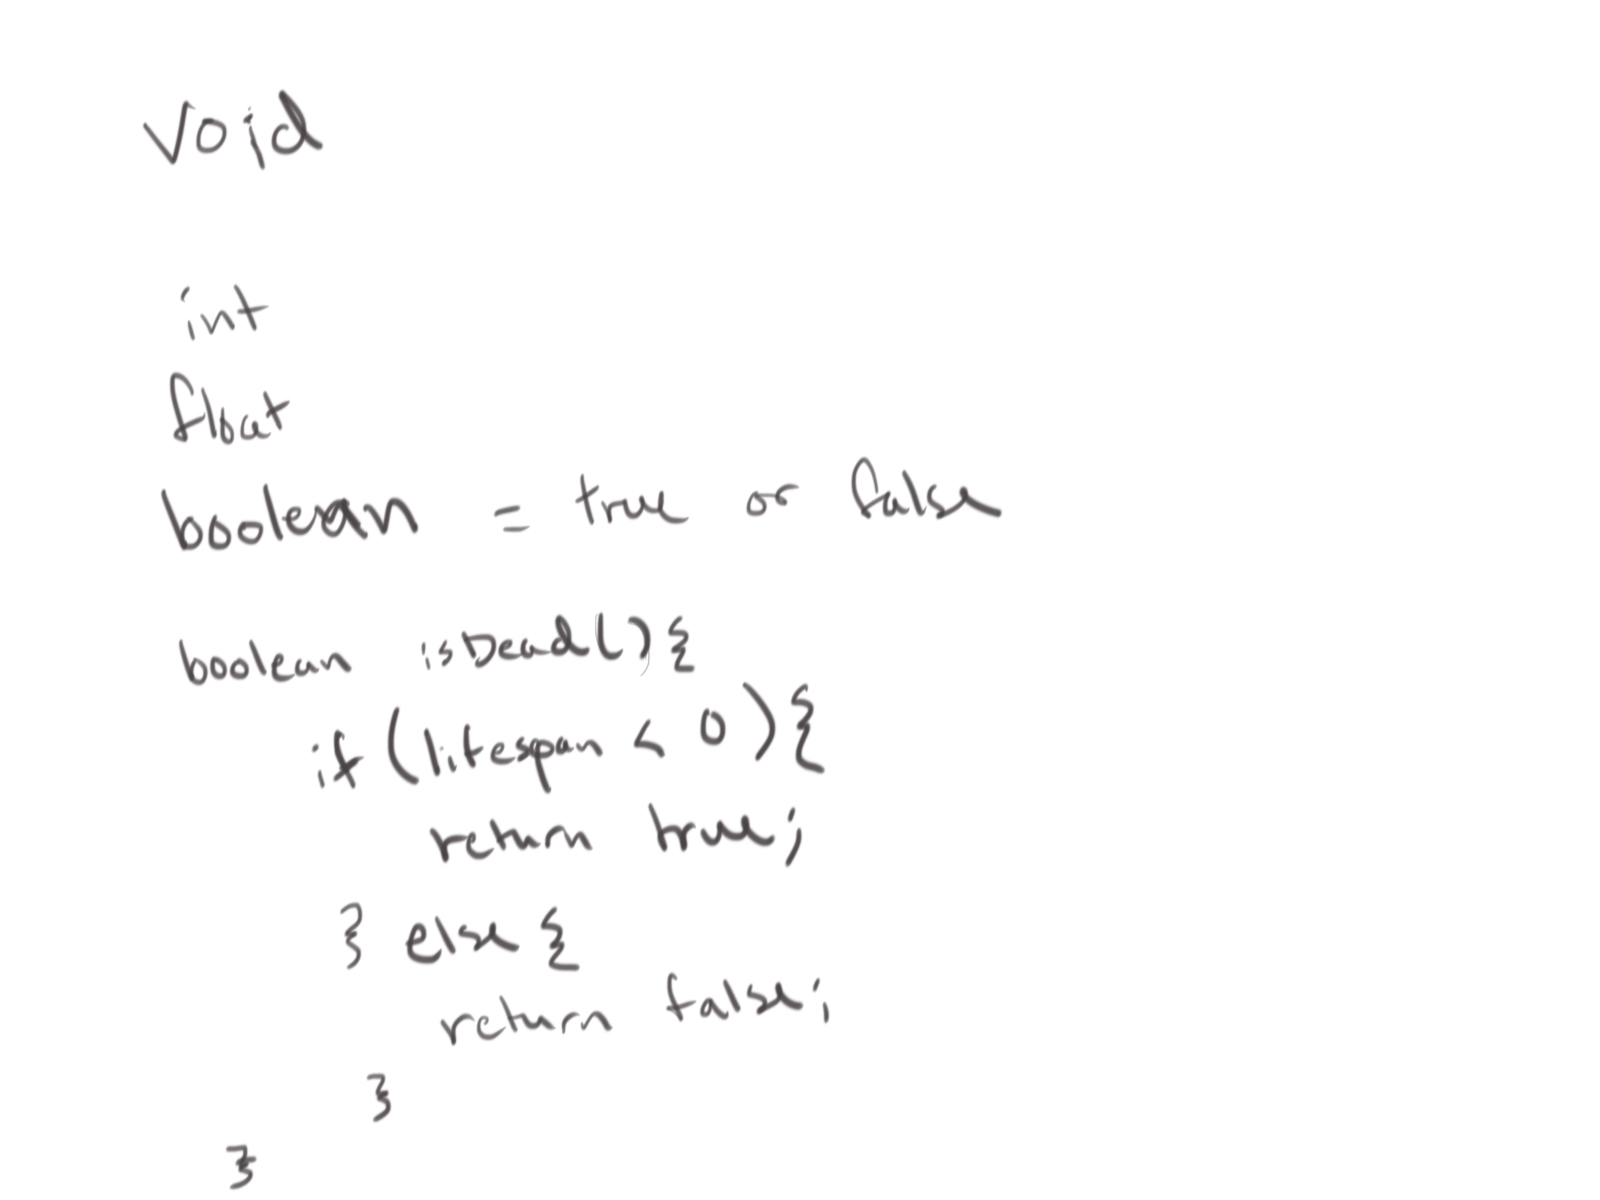 void
int
float
boolean = true or false
boolean isDead(){
if (lifespan < 0){
return true;
} else {
return false;
}
}